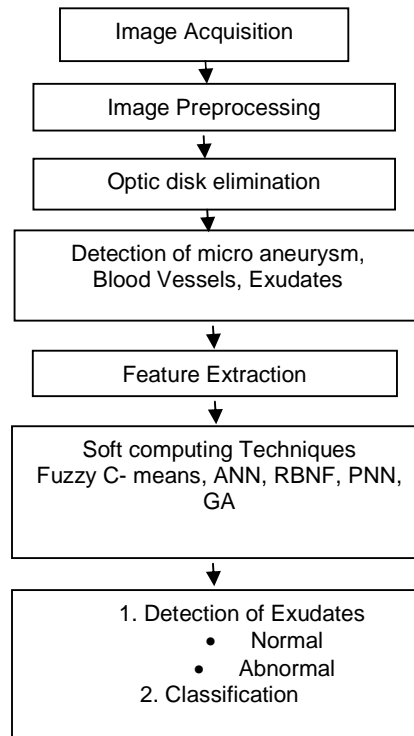 Image Acquisition
Image Preprocessing
Optic disk elimination
Detection of micro aneurysm,
Blood Vessels, Exudates
Feature Extraction
Soft computing Techniques
Fuzzy C- means, ANN, RBNF, PNN,
GA
1. Detection of Exudates
• Normal
• Abnormal
2. Classification